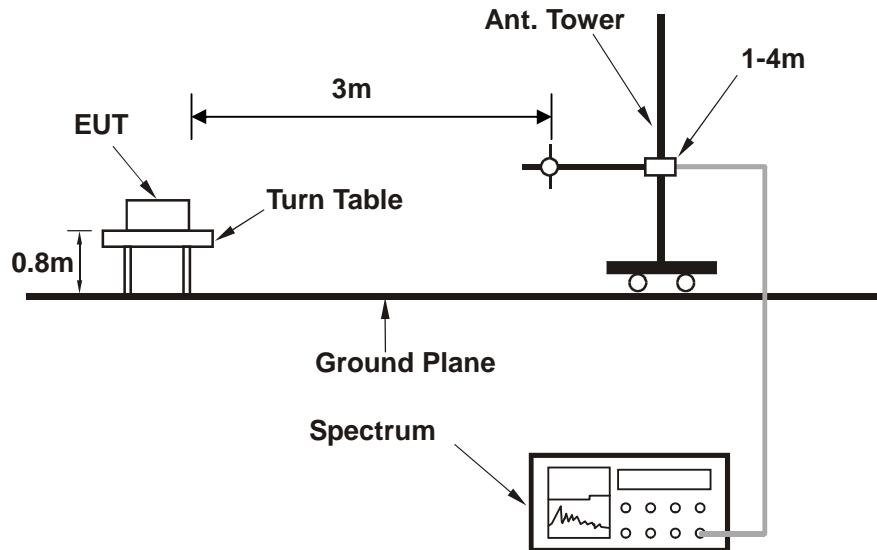 Ant. Tower
1-4m
3m
EUT
Turn Table
0.8m
Ground Plane
Spectrum